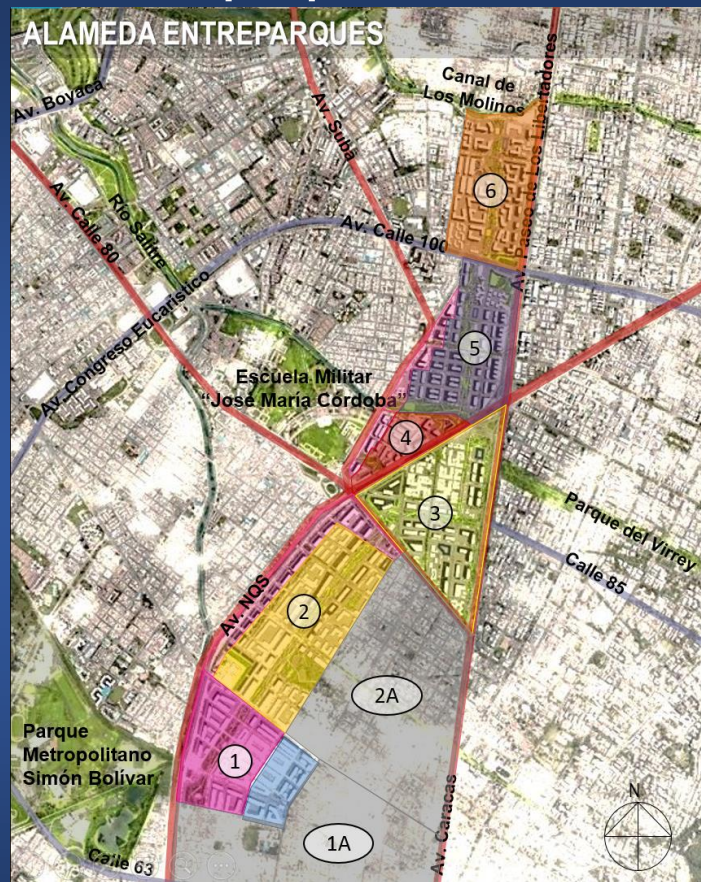 ALAMEDA ENTREPARQUES
Canal de
Los Molinos
Av. Boyacá
Av. Suba
Av. Paseo de Los Libertadores
Río Salitre
6
Av. Calle 80
Av. Calle 100
Av. Congreso Eucarístico
5
Escuela Militar
“José María Córdoba”
4
3
Parque del Virrey
Calle 85
Av. NQS
2
2A
Parque
Metropolitano
Simón Bolívar
1
N
1A
Av. Caracas
Calle 63